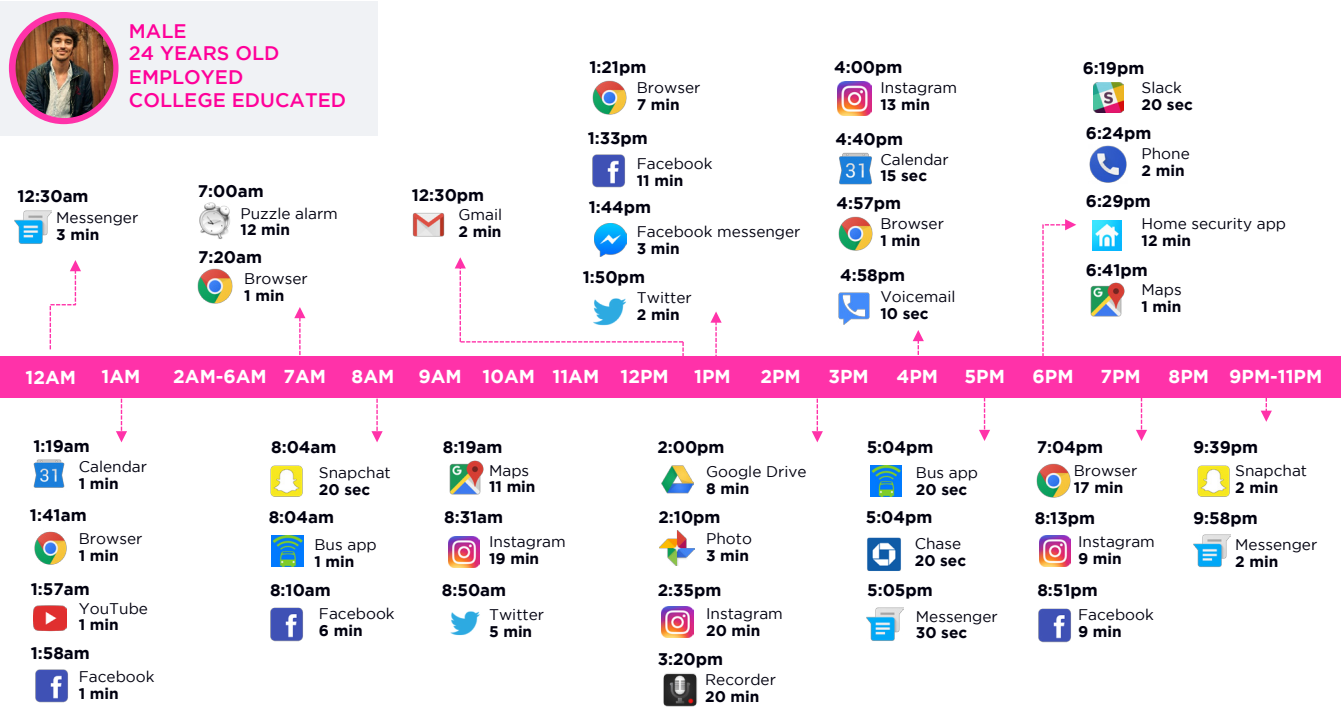 MALE
24 YEARS OLD
EMPLOYED
COLLEGE EDUCATED
12:30am
Messenger
3 min
7:00am
Puzzle alarm
12 min
7:20am
Browser
1 min
12:30pm
Gmail
2 min
1:21pm
Browser
7 min
1:33pm
Facebook
11 min
1:44pm
Facebook messenger
3 min
1:50pm
Twitter
2 min
4:00pm
Instagram
13 min
4:40pm
31
Calendar
15 sec
4:57pm
Browser
1 min
4:58pm
Voicemail
10 sec
6:19pm
S
Slack
20 sec
6:24pm
Phone
2 min
6:29pm
Home security app
12 min
6:41pm
G
Maps
1 min
12AM 1AM 2AM-6AM 7AM 8AM 9AM 10AM 11AM 12PM 1PM 2PM 3PM 4PM 5PM 6PM 7PM 8PM 9PM-11PM
1:19am
31
Calendar
1 min
1:41am
Browser
1 min
1:57am
YouTube
1 min
1:58am
f
Facebook
1 min
8:04am
Snapchat
20 sec
8:04am
Bus app
1 min
8:10am
f
Facebook
6 min
8:19am
G
Maps
11 min
8:31am
Instagram
19 min
8:50am
Twitter
5 min
2:00pm
Google Drive
8 min
2:10pm
Photo
3 min
2:35pm
Instagram
20 min
3:20pm
Recorder
20 min
5:04pm
Bus app
20 sec
5:04pm
Chase
20 sec
5:05pm
Messenger
30 sec
7:04pm
Browser
17 min
8:13pm
Instagram
9 min
8:51pm
f
Facebook
9 min
9:39pm
Snapchat
2 min
9:58pm
Messenger
2 min